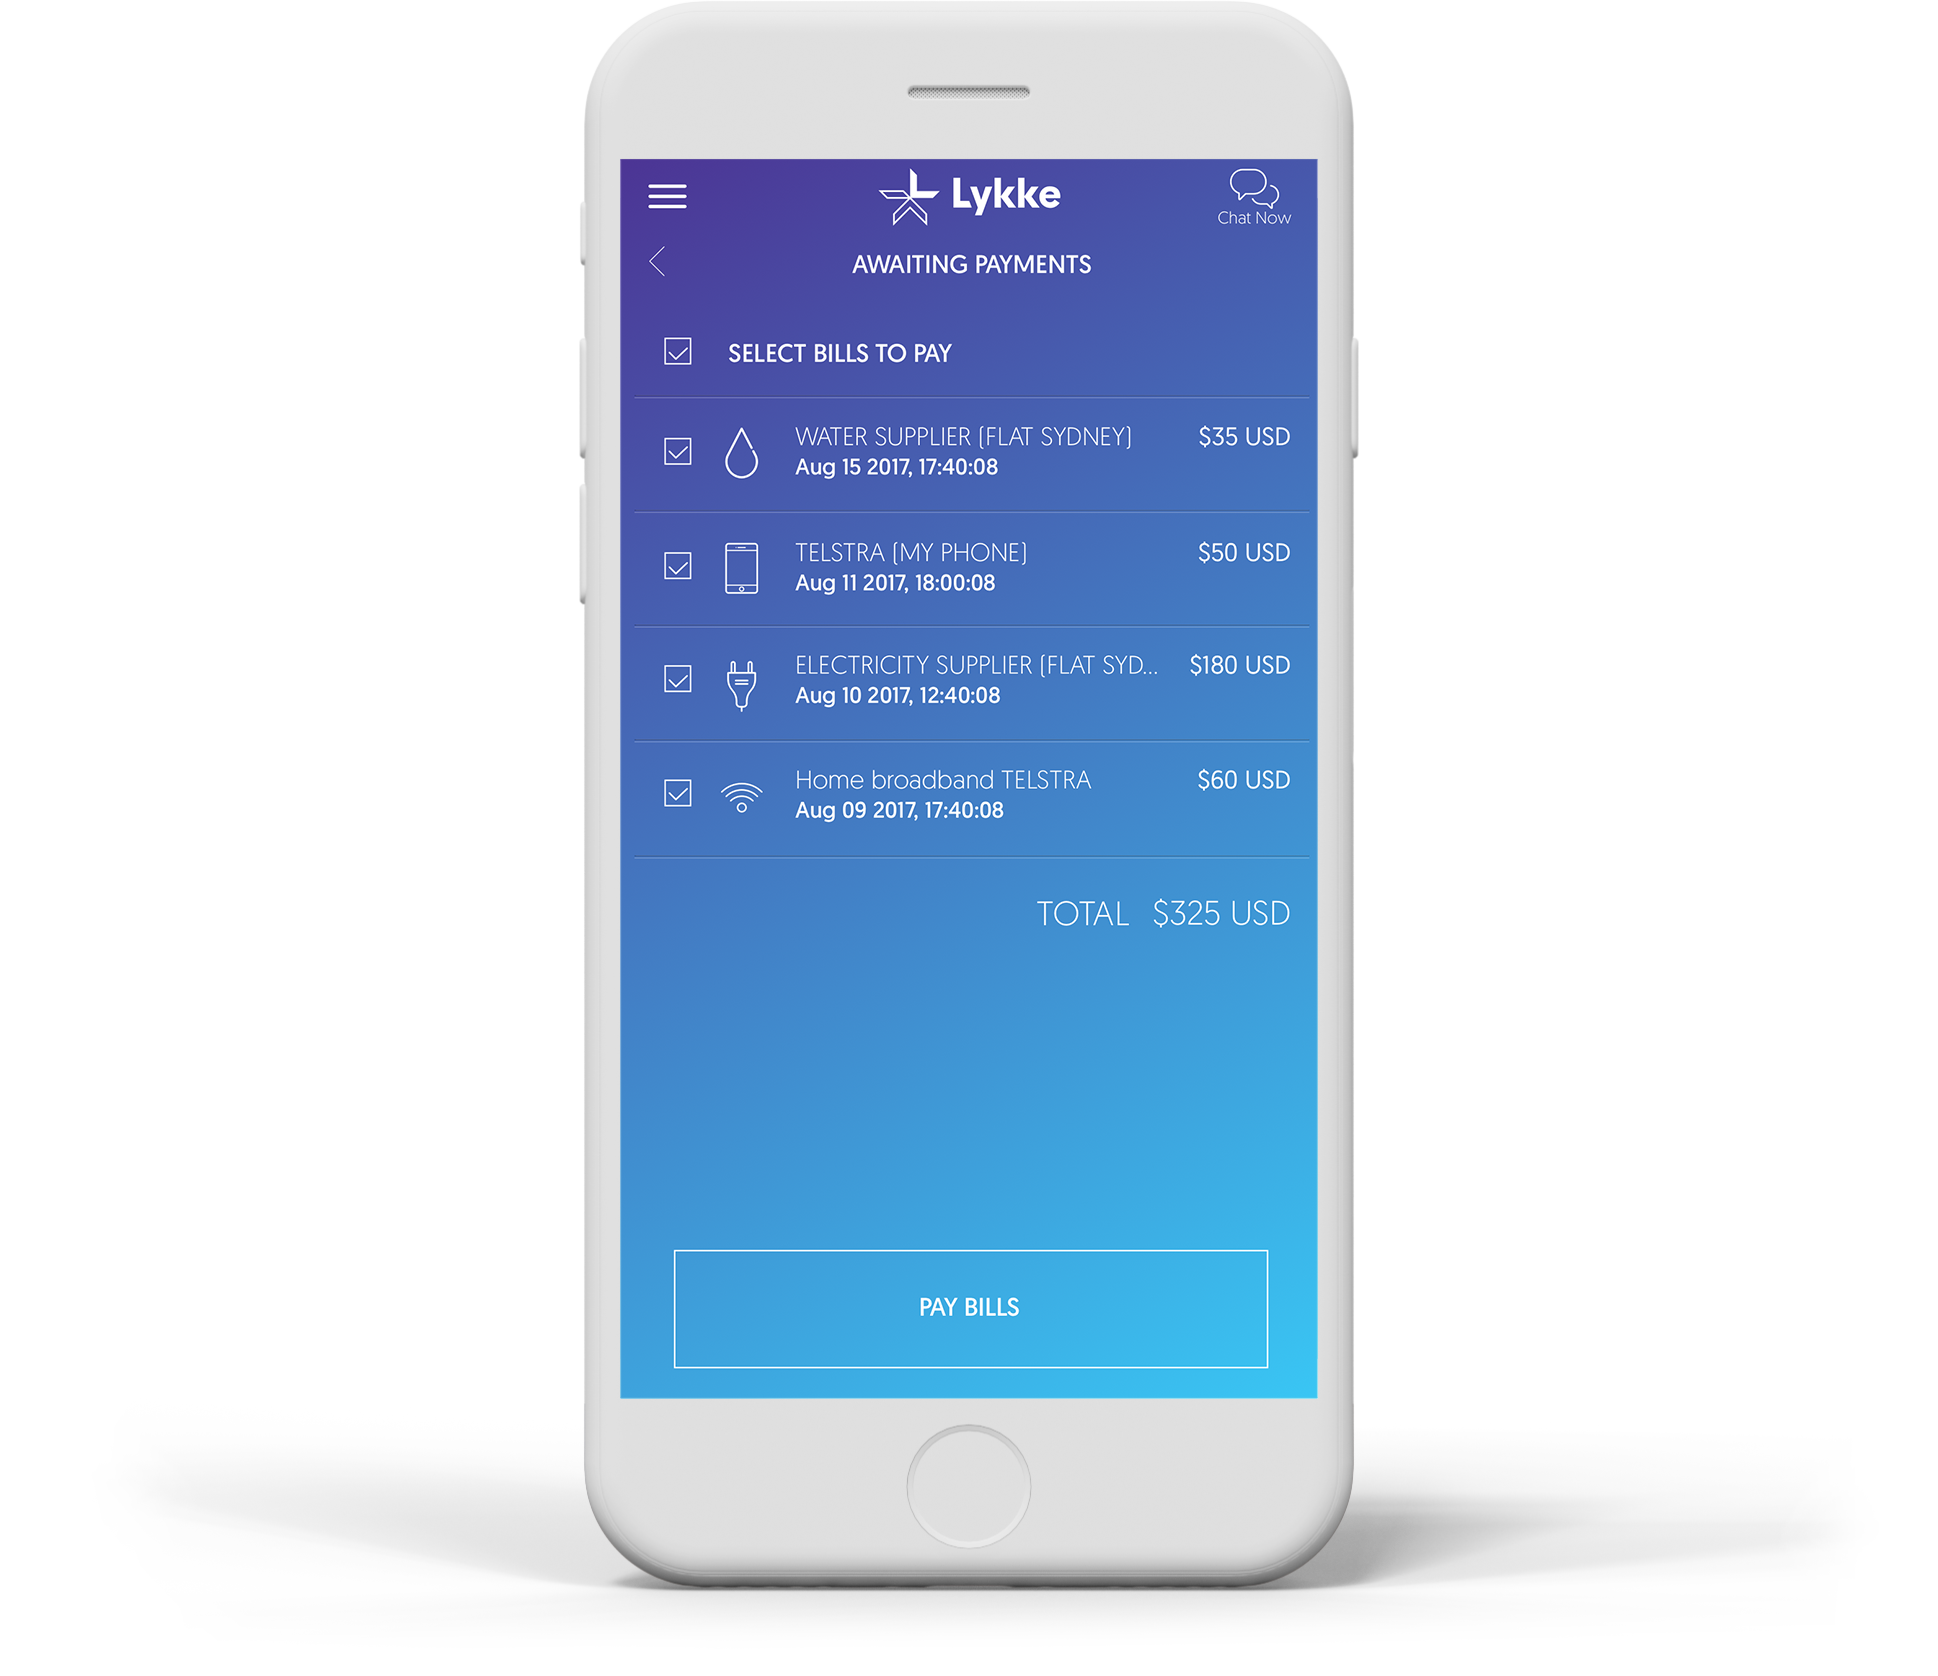 Lykke
Chat Now
AWAITING PAYMENTS
SELECT BILLS TO PAY
WATER SUPPLIER (FLAT SYDNEY) $35 USD
Aug 15 2017, 17:40:08
TELSTRA (MY PHONE) $50 USD
Aug 11 2017, 18:00:08
ELECTRICITY SUPPLIER (FLAT SYD... $180 USD
Aug 10 2017, 12:40:08
Home broadband TELSTRA $60 USD
Aug 09 2017, 17:40:08
TOTAL $325 USD
PAY BILLS